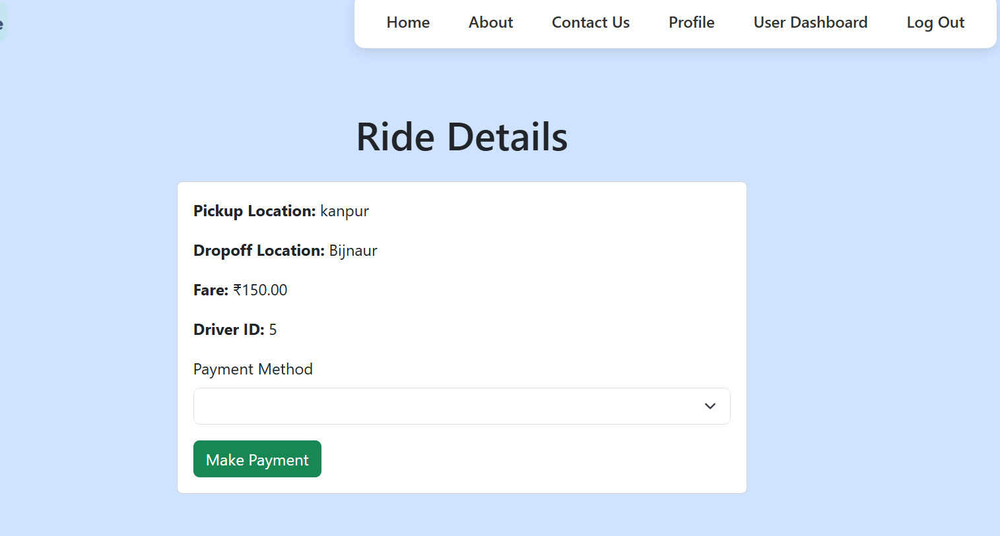 Home About Contact Us Profile User Dashboard Log Out
Ride Details
Pickup Location: kanpur
Dropoff Location: Bijnaur
Fare: ₹150.00
Driver ID: 5
Payment Method
Make Payment